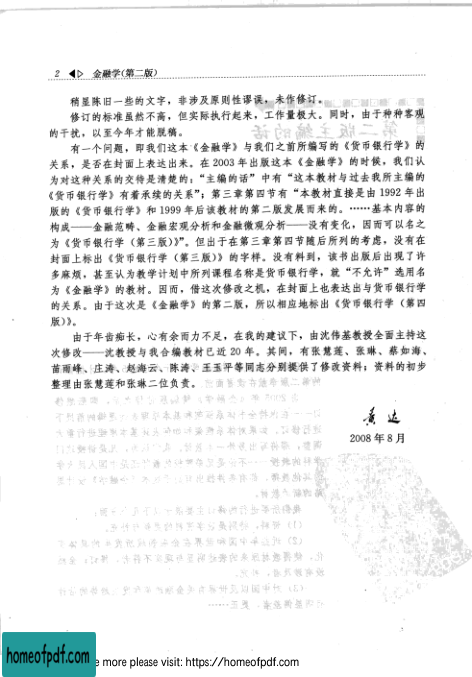 2 金融学(第二版)
稍显陈旧一些的文字，非涉及原则性谬误，未作修订。
修订的标准虽然不高，但实际执行起来，工作量极大。同时，由于种种客观
的干扰，以至今年才能脱稿。
有一个问题，即我们这本《金融学》与我们之前所编写的《货币银行学》的
关系，是否在封面上表达出来。在 2003 年出版这本《金融学》的时候，我们认
为对这种关系的交待是清楚的：“主编的话”中有“这本教材与过去我所主编的
《货币银行学》有着承续的关系”；第三章第四节有“本教材直接是由 1992 年出
版的《货币银行学》和 1999 年后该教材的第二版发展而来的。……基本内容的
构成——金融范畴、金融宏观分析和金融微观分析——没有变化，因而可以名之
为《货币银行学（第三版）》”。但出于在第三章第四节随后所列的考虑，没有在
封面上标出《货币银行学（第三版）》的字样。没有料到，该书出版后出现了许
多麻烦，甚至认为教学计划中所列课程名称是货币银行学，就“不允许”选用名
为《金融学》的教材。因而，借这次修改之机，在封面上也表达出与货币银行学
的关系。由于这次是《金融学》的第二版，所以相应地标出《货币银行学（第四
版）》。
由于年齿痴长，心有余而力不足，在我的建议下，由沈伟基教授全面主持这
次修改——沈教授与我合编教材已近 20 年。其间，有张慧莲、张琳、蔡如海、
苗雨峰、庄涛、赵海云、陈涛、王玉平等同志分别提供了修改资料；资料的初步
整理由张慧莲和张琳二位负责。
黄达
2008 年 8 月
homeofpdf.com
e more please visit: https://homeofpdf.com